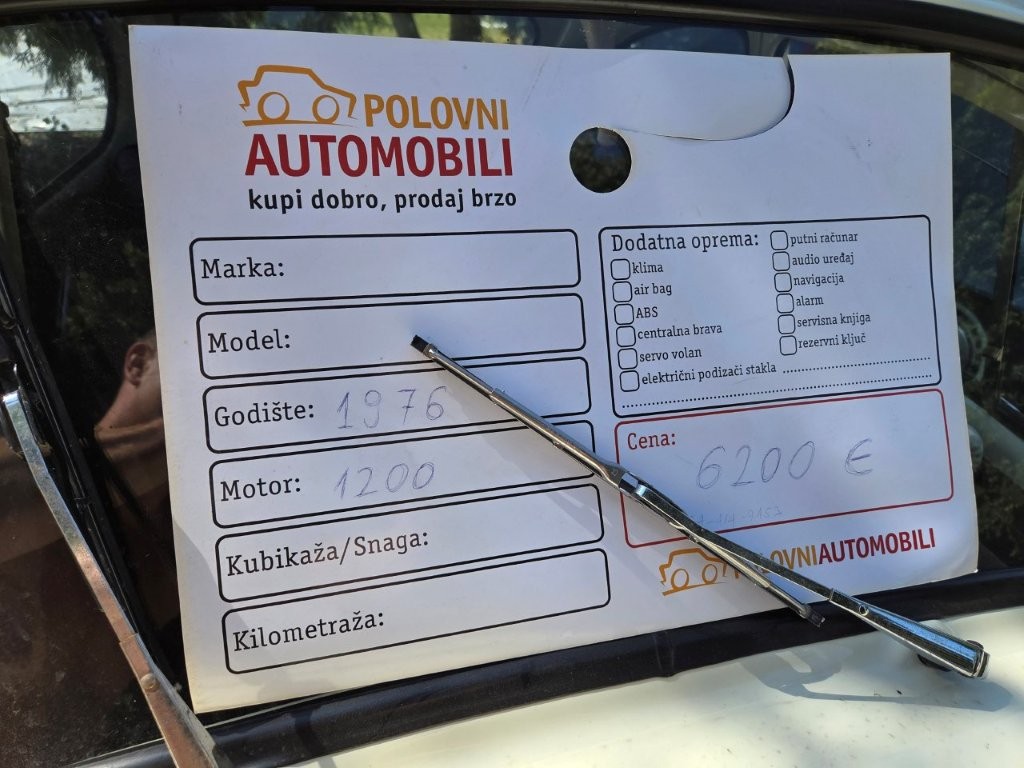 POLOVNI
AUTOMOBILI
kupi dobro, prodaj brzo
Marka:
Model:
Godište: 1976
Motor: 1200
Kubikaža/Snaga:
Kilometraža:
Dodatna oprema:
klima
air bag
ABS
centralna brava
servo volan
električni podizači stakla
putni računar
audio uređaj
navigacija
alarm
servisna knjiga
rezervni ključ
Cena:
6200 €
POLOVNIAUTOMOBILI